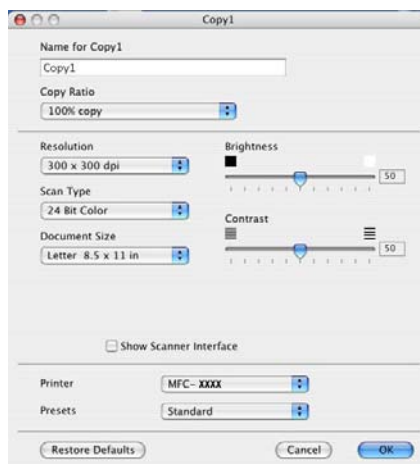 Copy1
Name for Copy1
Copy1
Copy Ratio
100% copy
Resolution
300 x 300 dpi
Scan Type
24 Bit Color
Document Size
Letter 8.5 x 11 in
Brightness
50
Contrast
50
Show Scanner Interface
Printer
MFC- XXXX
Presets
Standard
Restore Defaults
Cancel
OK